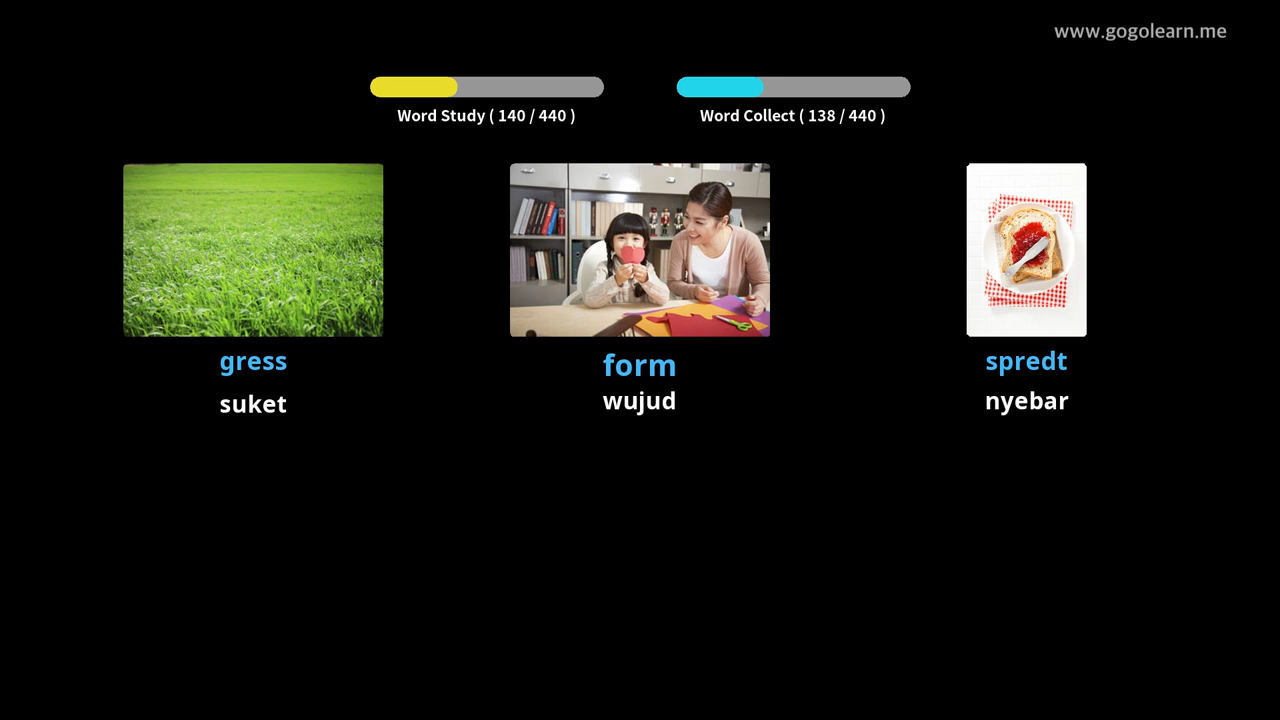 www.gogolearn.me
Word Study ( 140 / 440 )
Word Collect ( 138 / 440 )
gress
suket
form
wujud
spredt
nyebar